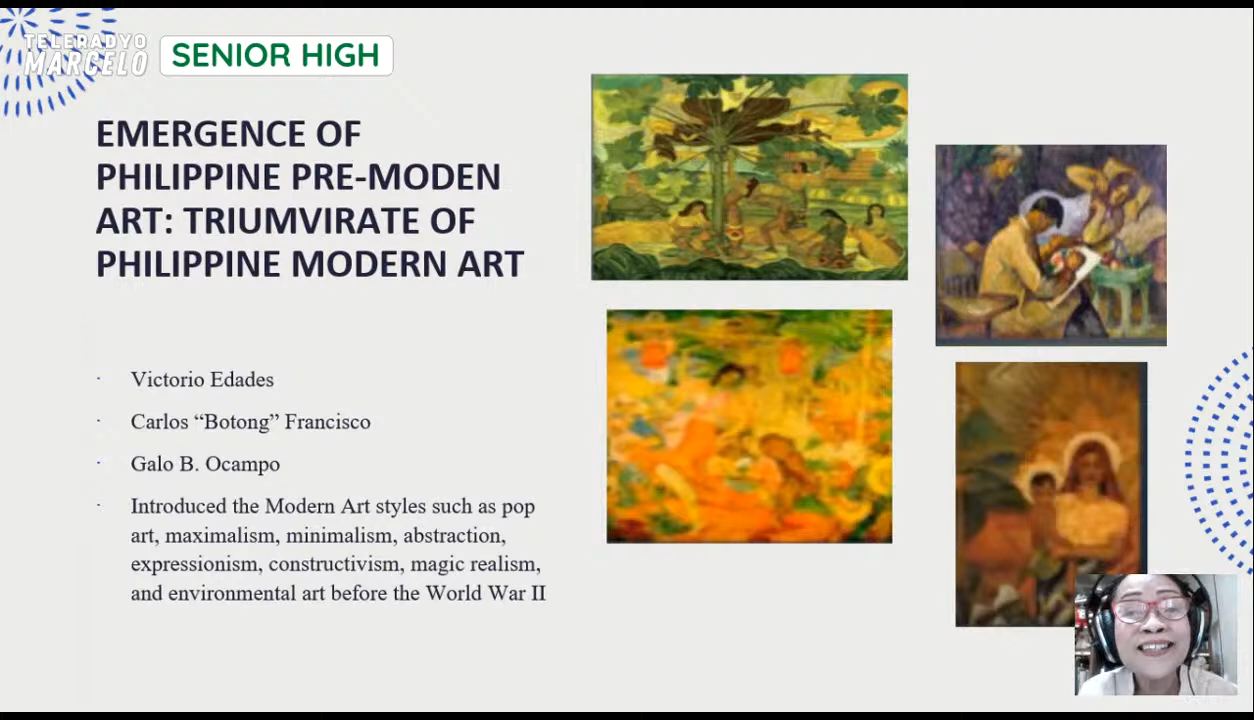 TELERADYO
MARCELO
SENIOR HIGH
EMERGENCE OF
PHILIPPINE PRE-MODEN
ART: TRIUMVIRATE OF
PHILIPPINE MODERN ART
· Victorio Edades
· Carlos “Botong” Francisco
· Galo B. Ocampo
· Introduced the Modern Art styles such as pop
art, maximalism, minimalism, abstraction,
expressionism, constructivism, magic realism,
and environmental art before the World War II